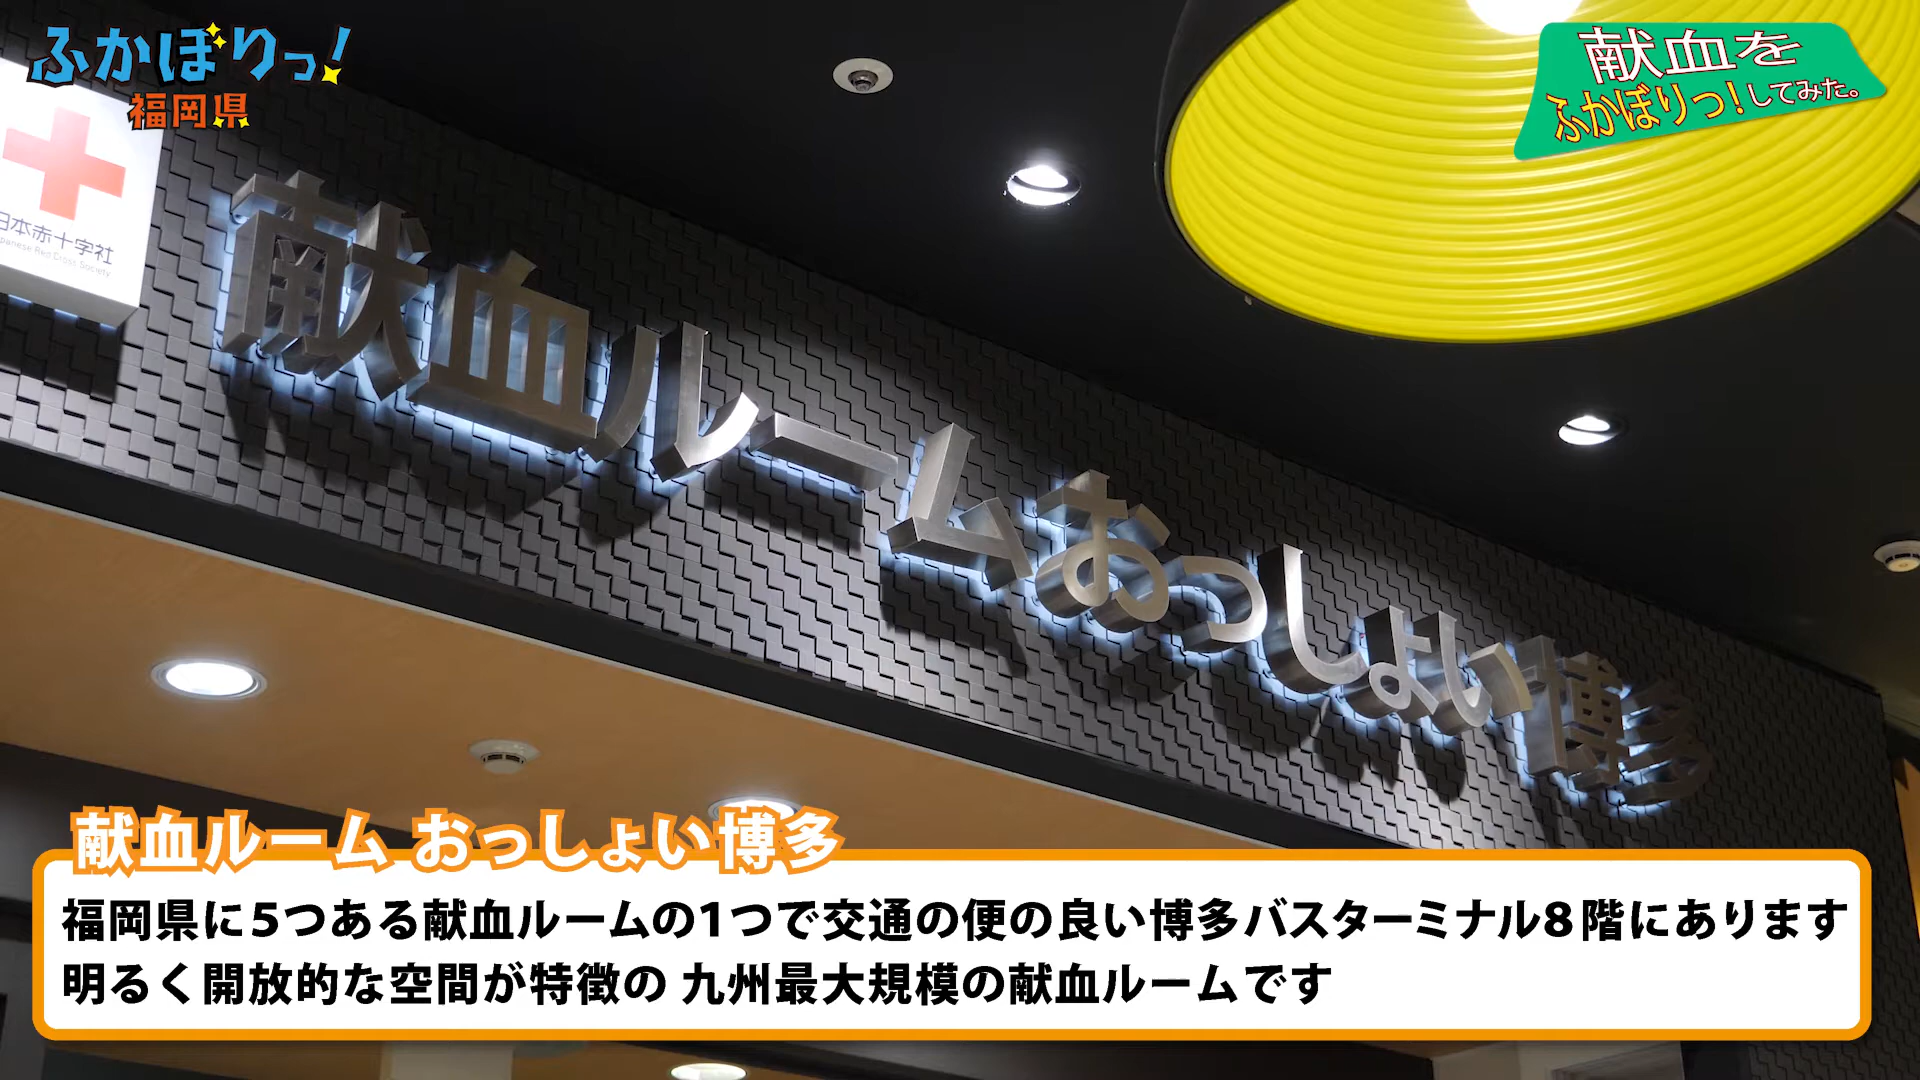 ふかぼりっ!
福岡県
献血を
ふかぼりっ!してみた。
日本赤十字社
Japanese Red Cross Society
献血ルームおっしょい博多
献血ルーム おっしょい博多
福岡県に5つある献血ルームの1つで交通の便の良い博多バスターミナル8階にあります
明るく開放的な空間が特徴の 九州最大規模の献血ルームです